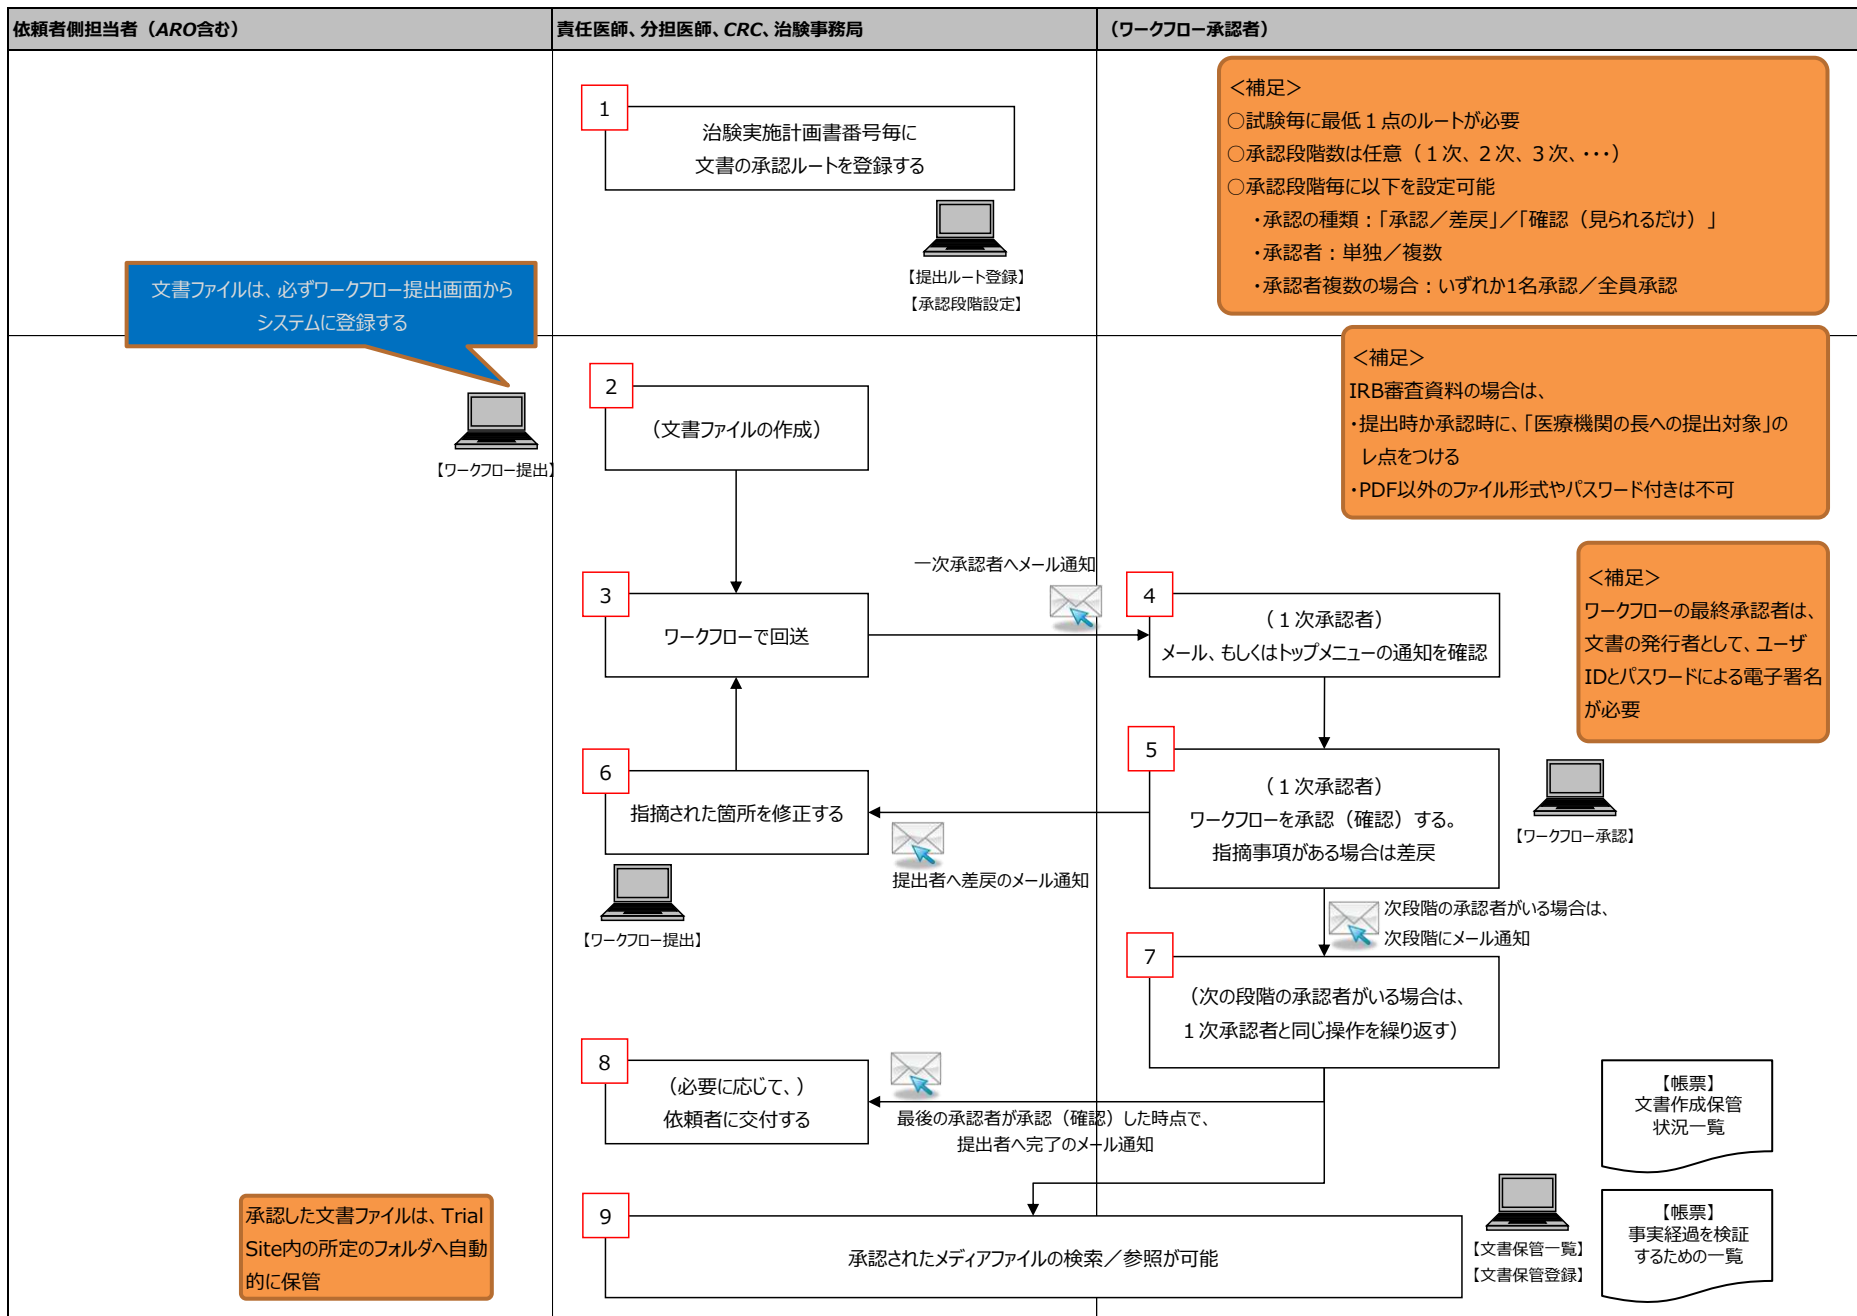 依頼者側担当者（ARO含む）
責任医師、分担医師、CRC、治験事務局
（ワークフロー承認者）
1
治験実施計画書番号毎に
文書の承認ルートを登録する
【提出ルート登録】
【承認段階設定】
＜補足＞
○試験毎に最低１点のルートが必要
○承認段階数は任意（１次、２次、３次、・・・）
○承認段階毎に以下を設定可能
・承認の種類：「承認／差戻」／「確認（見られるだけ）」
・承認者：単独／複数
・承認者複数の場合：いずれか1名承認／全員承認
文書ファイルは、必ずワークフロー提出画面から
システムに登録する
【ワークフロー提出】
2
（文書ファイルの作成）
＜補足＞
IRB審査資料の場合は、
・提出時か承認時に、「医療機関の長への提出対象」の
レ点をつける
・PDF以外のファイル形式やパスワード付きは不可
3
ワークフローで回送
一次承認者へメール通知
4
（１次承認者）
メール、もしくはトップメニューの通知を確認
＜補足＞
ワークフローの最終承認者は、
文書の発行者として、ユーザ
IDとパスワードによる電子署名
が必要
5
（１次承認者）
ワークフローを承認（確認）する。
指摘事項がある場合は差戻
【ワークフロー承認】
6
指摘された箇所を修正する
提出者へ差戻のメール通知
【ワークフロー提出】
次段階の承認者がいる場合は、
次段階にメール通知
7
（次の段階の承認者がいる場合は、
１次承認者と同じ操作を繰り返す）
8
（必要に応じて、）
依頼者に交付する
最後の承認者が承認（確認）した時点で、
提出者へ完了のメール通知
【帳票】
文書作成保管
状況一覧
承認した文書ファイルは、Trial
Site内の所定のフォルダへ自動
的に保管
9
承認されたメディアファイルの検索／参照が可能
【文書保管一覧】
【文書保管登録】
【帳票】
事実経過を検証
するための一覧